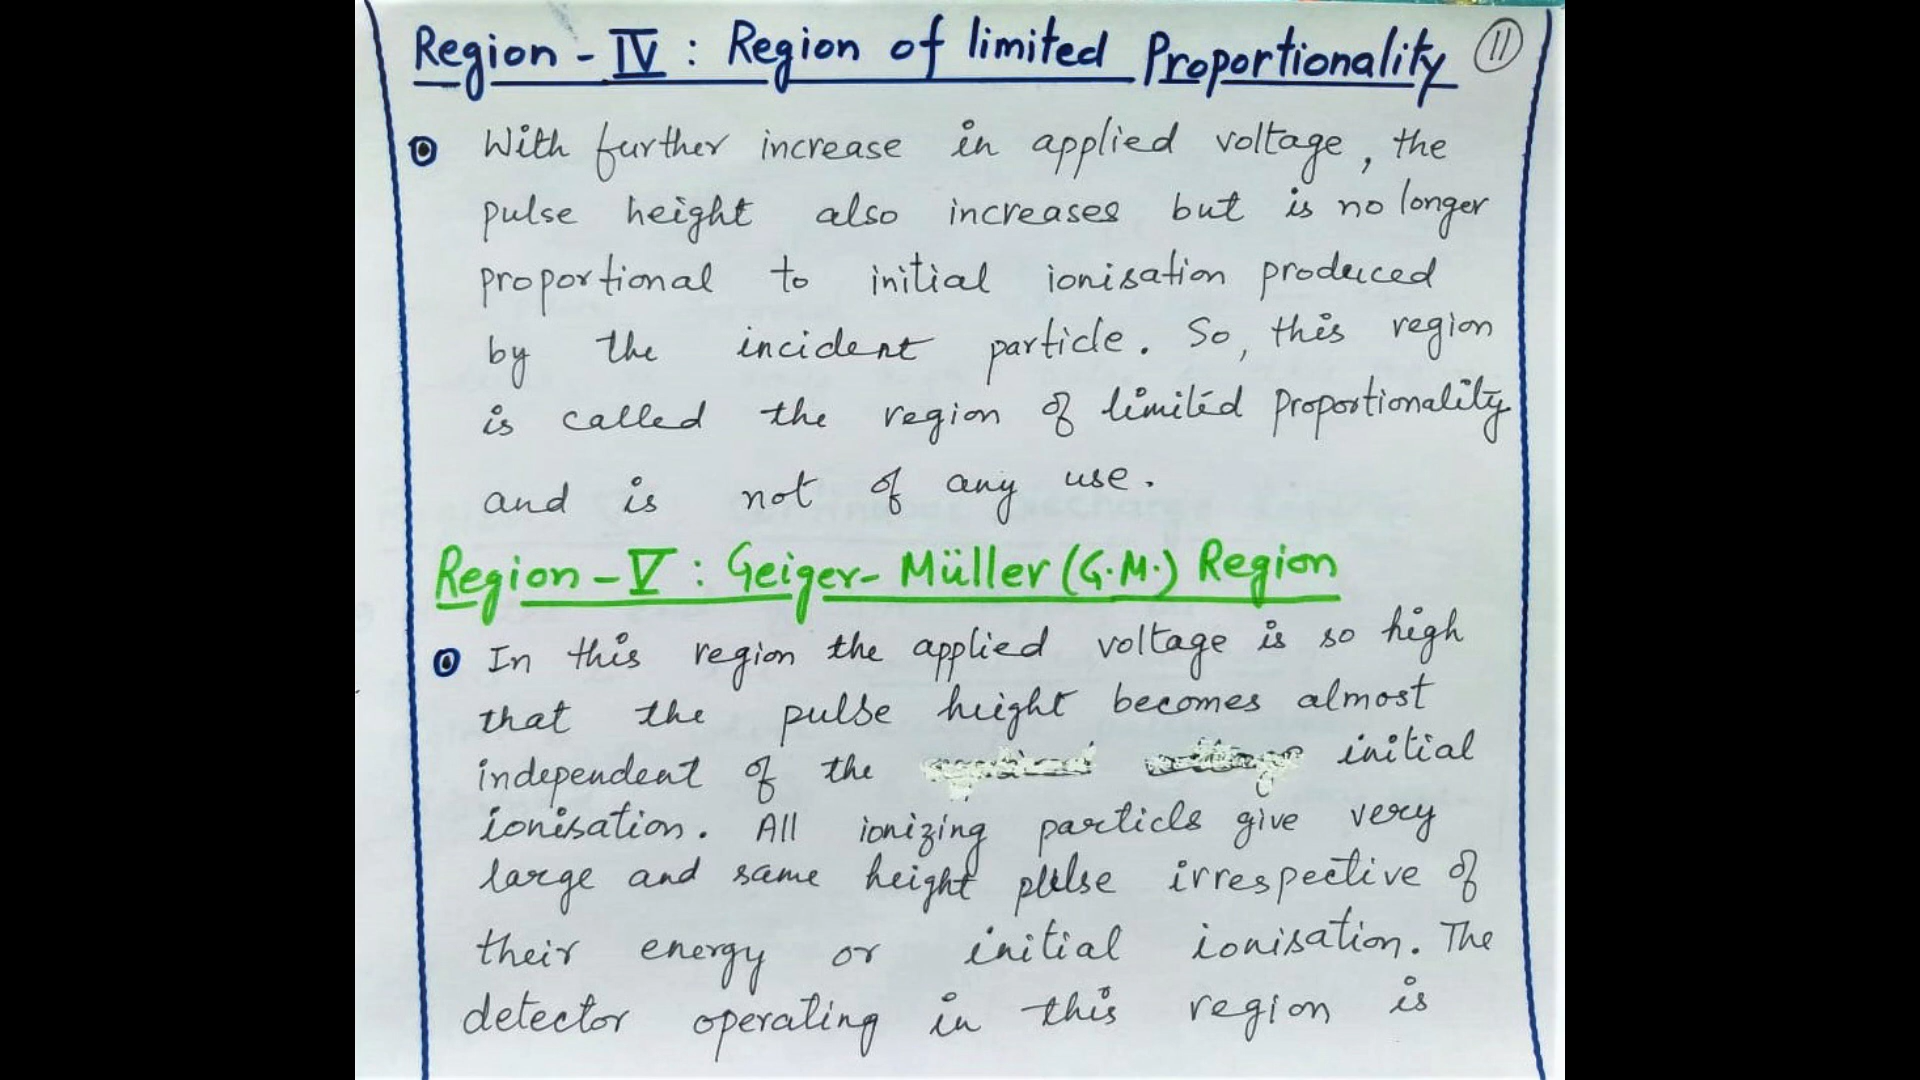 Region - IV : Region of limited Proportionality 11
With further increase in applied voltage, the
pulse height also increases but is no longer
proportional to initial ionisation produced
by the incident particle. So, this region
is called the region of limited proportionality
and is not of any use.
Region - V : Geiger- Müller (G.M.) Region
In this region the applied voltage is so high
that the pulse height becomes almost
independent of the initial
ionisation. All ionizing particls give very
large and same height pulse irrespective of
their energy or initial ionisation. The
detector operating in this region is